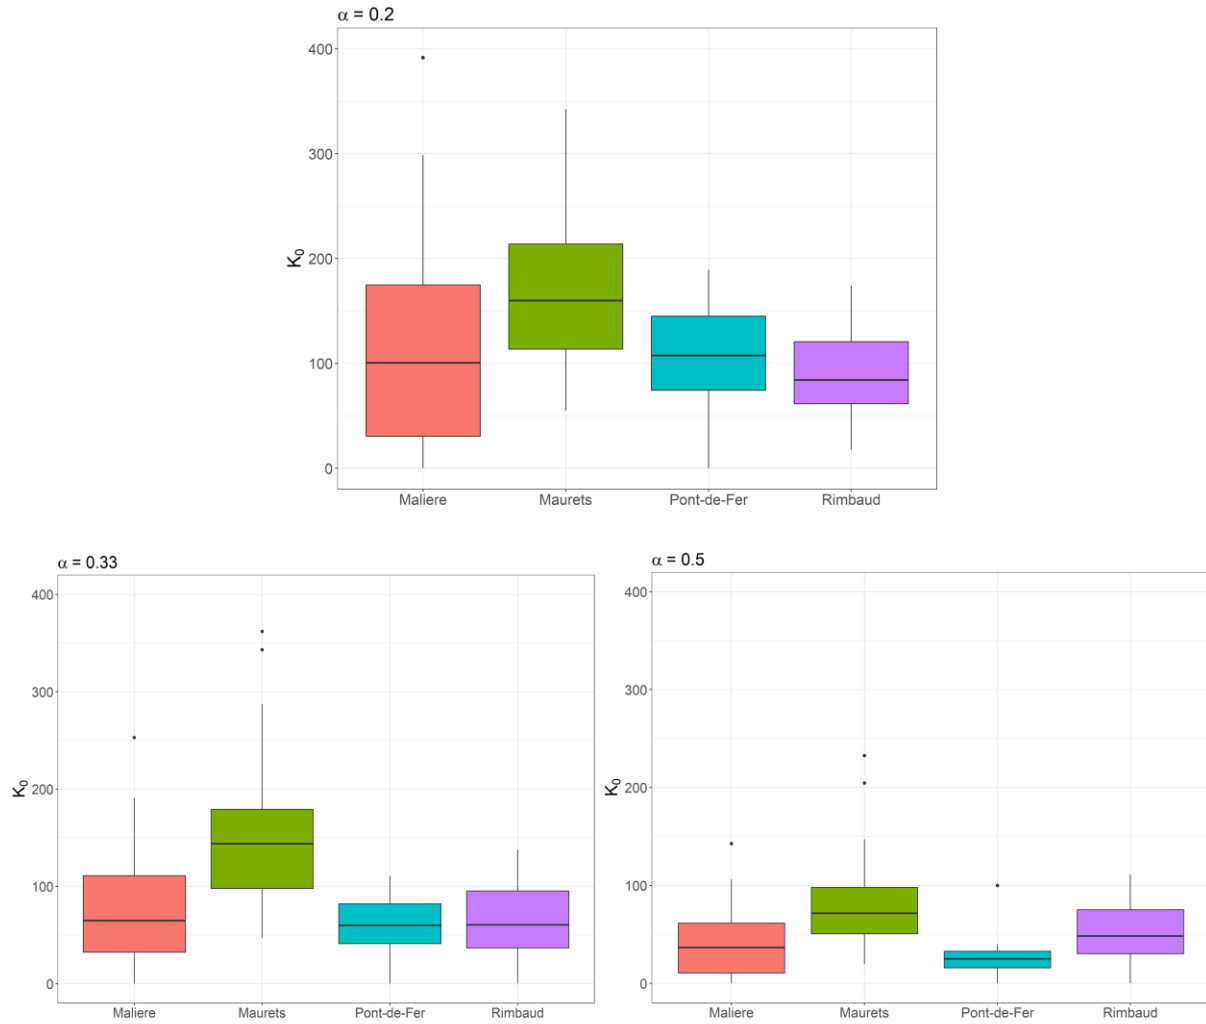 α = 0.2
400
300
200
100
0
K₀
Maliere Maurets Pont-de-Fer Rimbaud
α = 0.33
400
300
200
100
0
K₀
Maliere Maurets Pont-de-Fer Rimbaud
α = 0.5
400
300
200
100
0
K₀
Maliere Maurets Pont-de-Fer Rimbaud